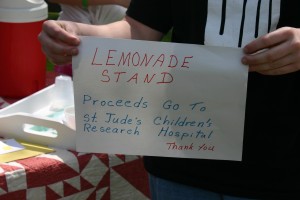 LEMONADE
STAND
Proceeds Go To
St Jude's Children's
Research Hospital
Thank You